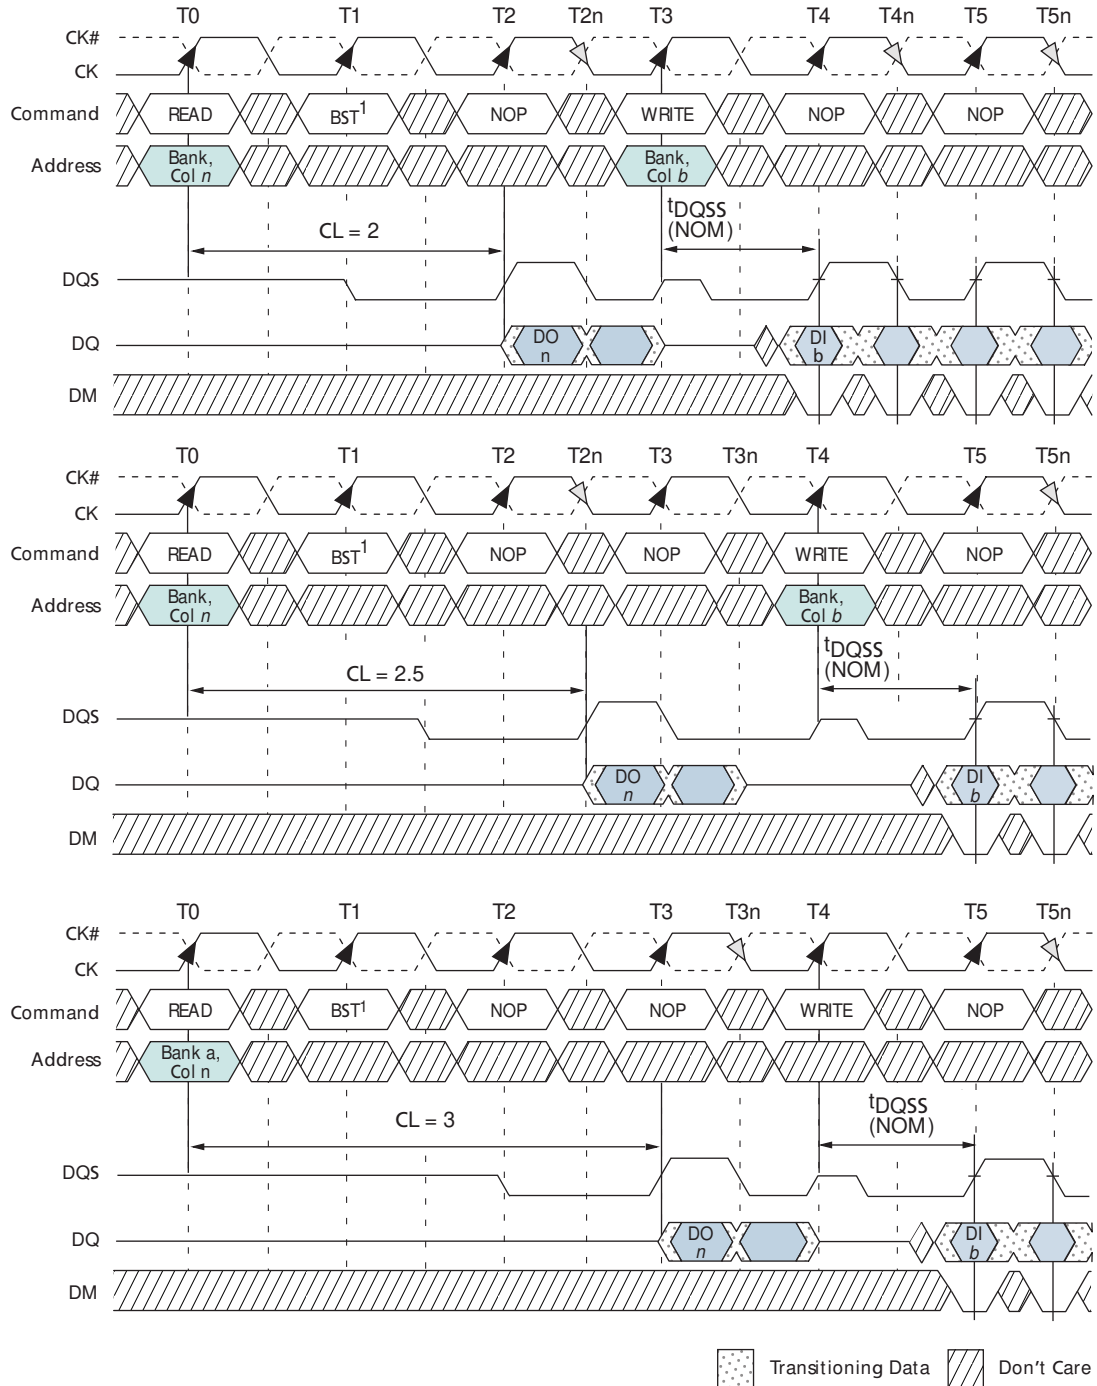 T0 T1 T2 T2n T3 T4 T4n T5 T5n
CK#
CK
Command READ BST1 NOP WRITE NOP NOP
Address Bank, Col n Bank, Col b
CL = 2 tDQSS (NOM)
DQS
DQ DO n DI b
DM
T0 T1 T2 T2n T3 T3n T4 T5 T5n
CK#
CK
Command READ BST1 NOP NOP WRITE NOP
Address Bank, Col n Bank, Col b
CL = 2.5 tDQSS (NOM)
DQS
DQ DO n DI b
DM
T0 T1 T2 T3 T3n T4 T5 T5n
CK#
CK
Command READ BST1 NOP NOP WRITE NOP
Address Bank a, Col n
CL = 3 tDQSS (NOM)
DQS
DQ DO n DI b
DM
Transitioning Data Don't Care